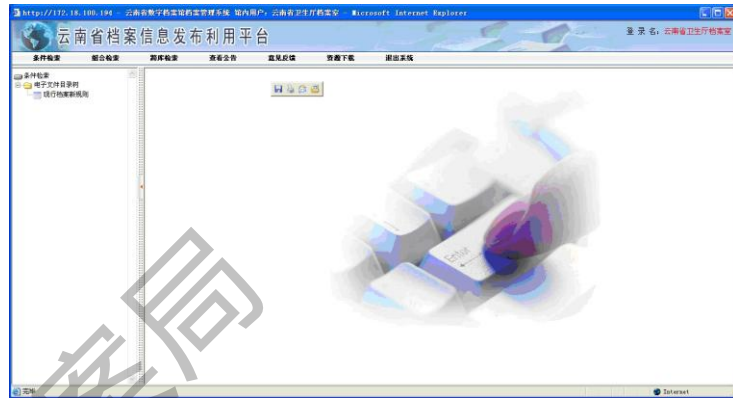 http://172.18.100.194 - 云南省数字档案馆档案管理系统 馆内用户：云南省卫生厅档案室 - Microsoft Internet Explorer
云南省档案信息发布利用平台
登 录 名：云南省卫生厅档案室
条件检索 组合检索 跨库检索 查看公告 意见反馈 资趣下载 退出系统
条件检索
电子文件目录树
现行档案新规则
Enter
案局
完毕
Internet